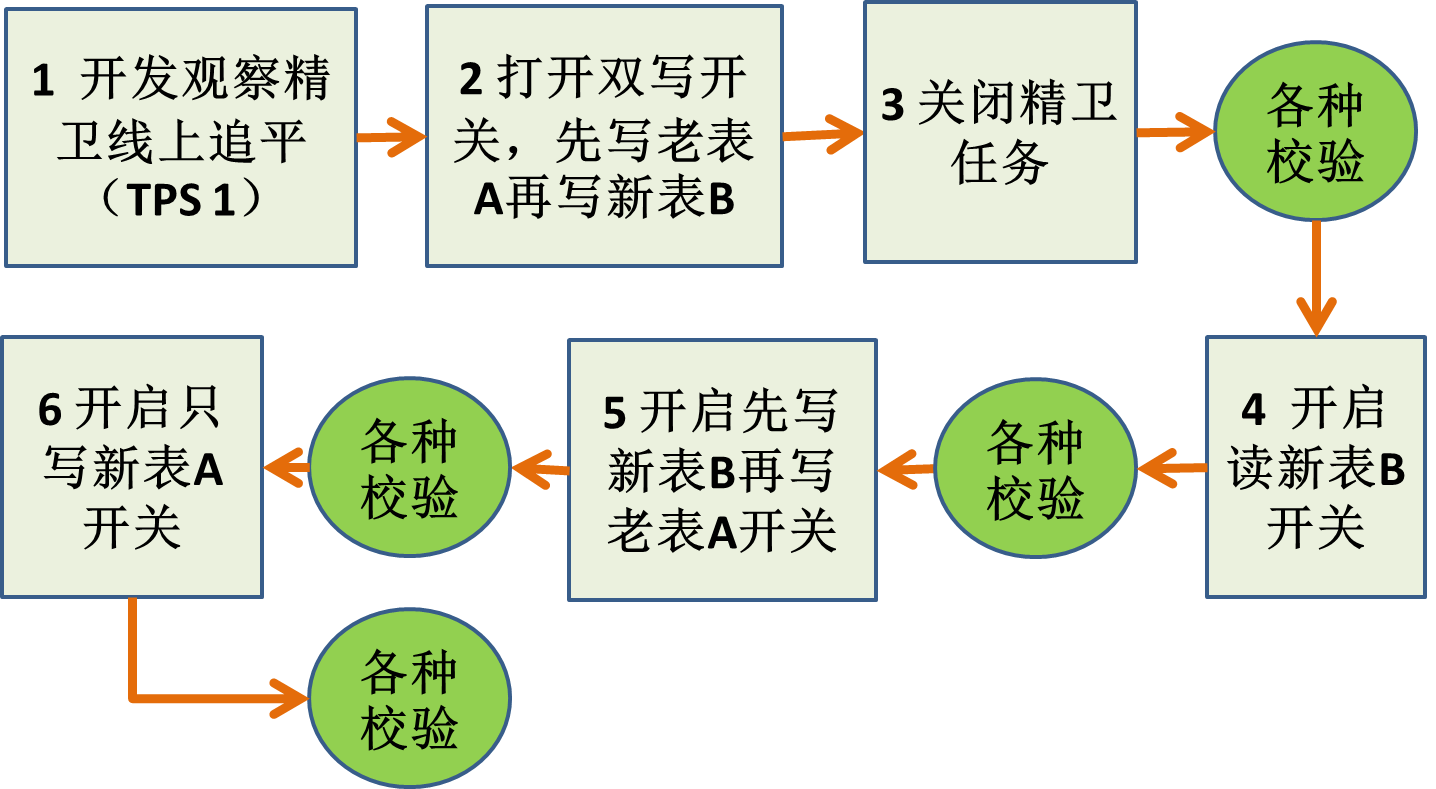 1 开发观察精
卫线上追平
（TPS 1）
2 打开双写开
关，先写老表
A再写新表B
3 关闭精卫
任务
各种
校验
4 开启
读新表B
开关
各种
校验
5 开启先写
新表B再写
老表A开关
各种
校验
6 开启只
写新表A
开关
各种
校验